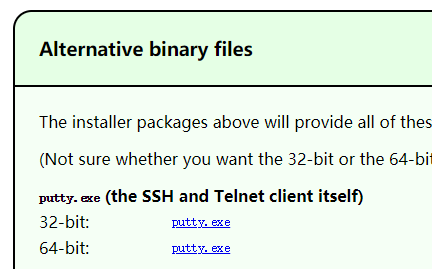 Alternative binary files
The installer packages above will provide all of
(Not sure whether you want the 32-bit or the 64-bit
putty.exe (the SSH and Telnet client itself)
32-bit: putty.exe
64-bit: putty.exe